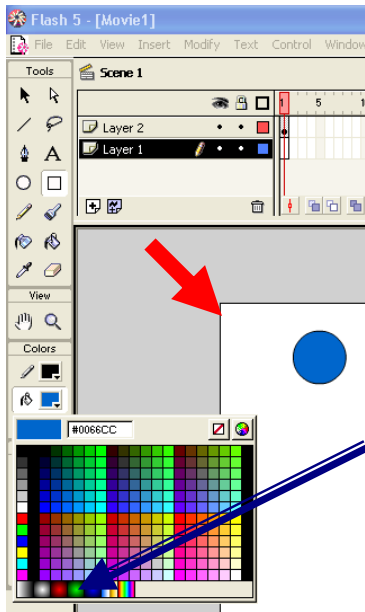 Flash 5 - [Movie1]
File Edit View Insert Modify Text Control Window
Tools
Scene 1
1 5
Layer 2
Layer 1
A
View
Colors
#0066CC